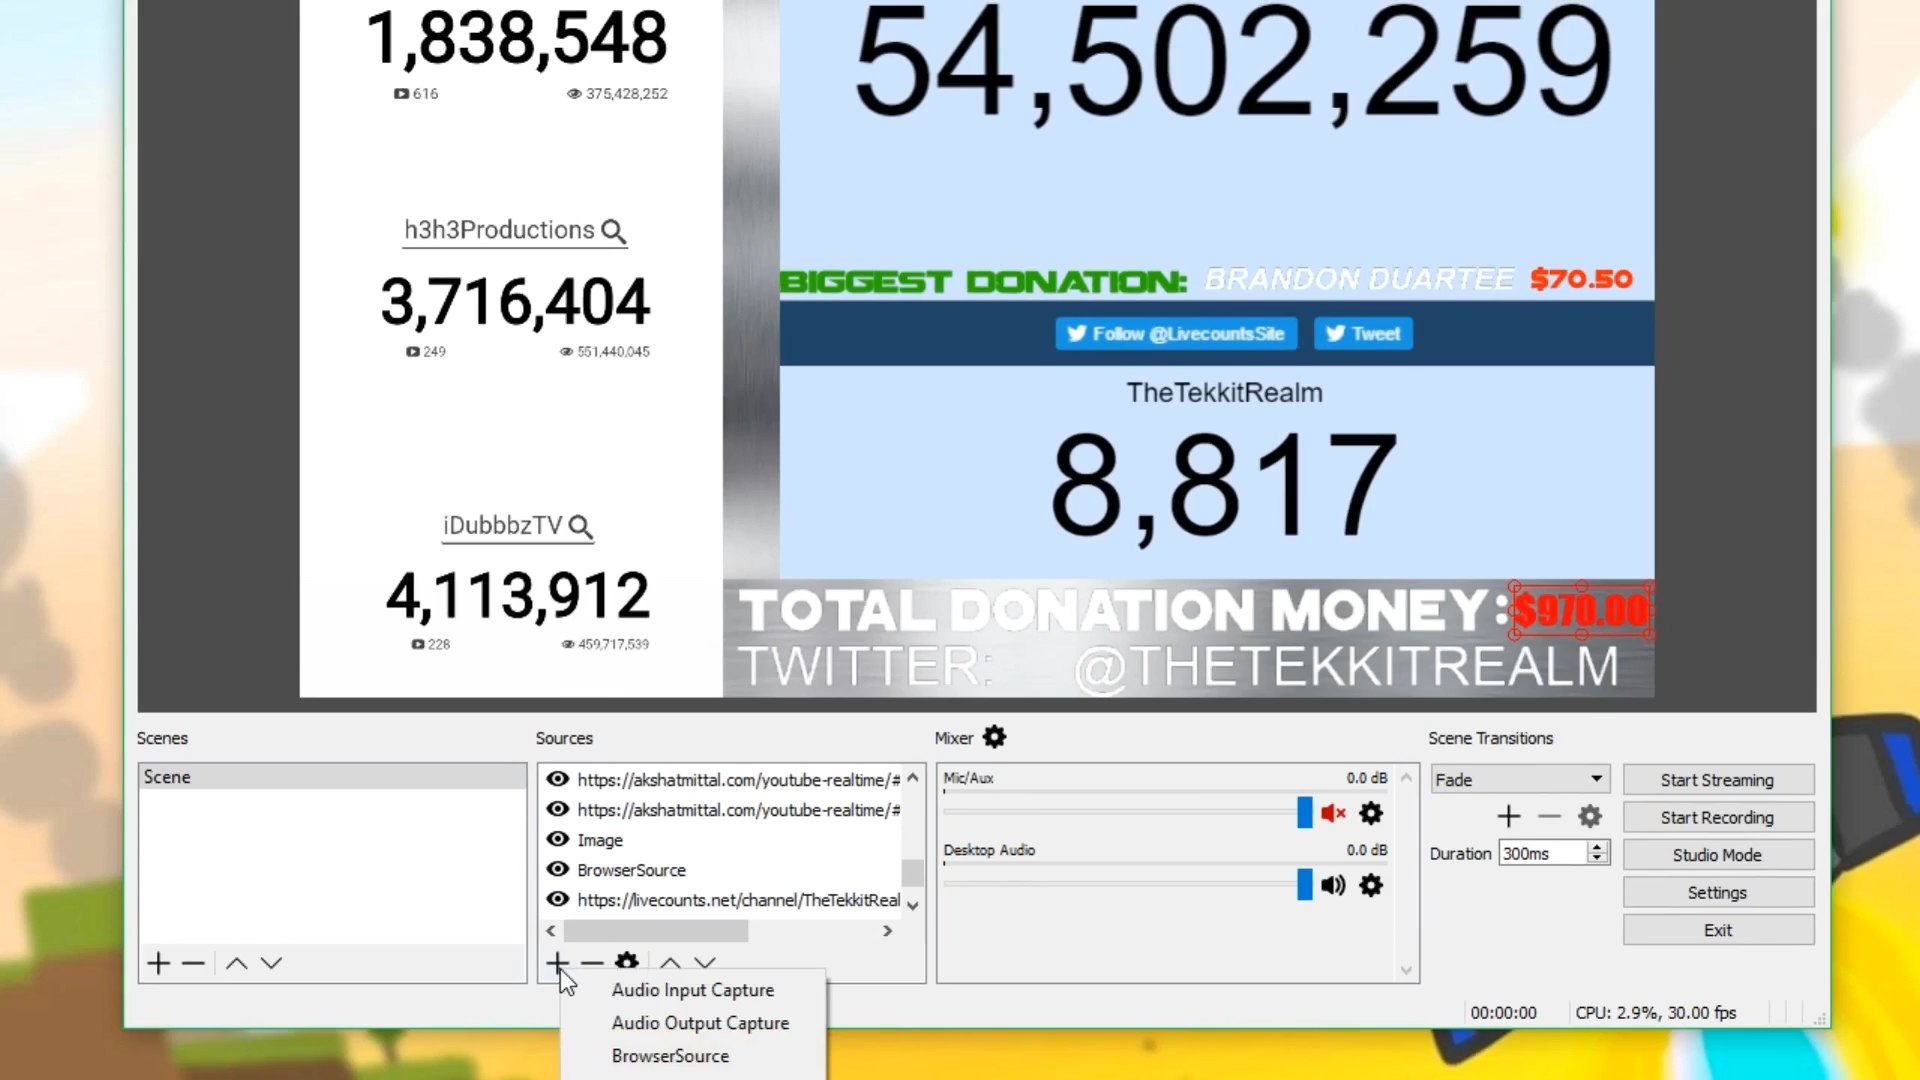 1,838,548
616 375,428,252
h3h3Productions
3,716,404
249 551,440,045
iDubbbzTV
4,113,912
228 459,717,539
54,502,259
BIGGEST DONATION: BRANDON DUARTEE $70.50
Follow @LivecountsSite Tweet
TheTekkitRealm
8,817
TOTAL DONATION MONEY: $970.00
TWITTER: @THETEKKITREALM
Scenes
Scene
Sources
https://akshatmittal.com/youtube-realtime/#
https://akshatmittal.com/youtube-realtime/#
Image
BrowserSource
https://livecounts.net/channel/TheTekkitReal
Audio Input Capture
Audio Output Capture
BrowserSource
Mixer
Mic/Aux 0.0 dB
Desktop Audio 0.0 dB
Scene Transitions
Fade
Duration 300ms
Start Streaming
Start Recording
Studio Mode
Settings
Exit
00:00:00 CPU: 2.9%, 30.00 fps